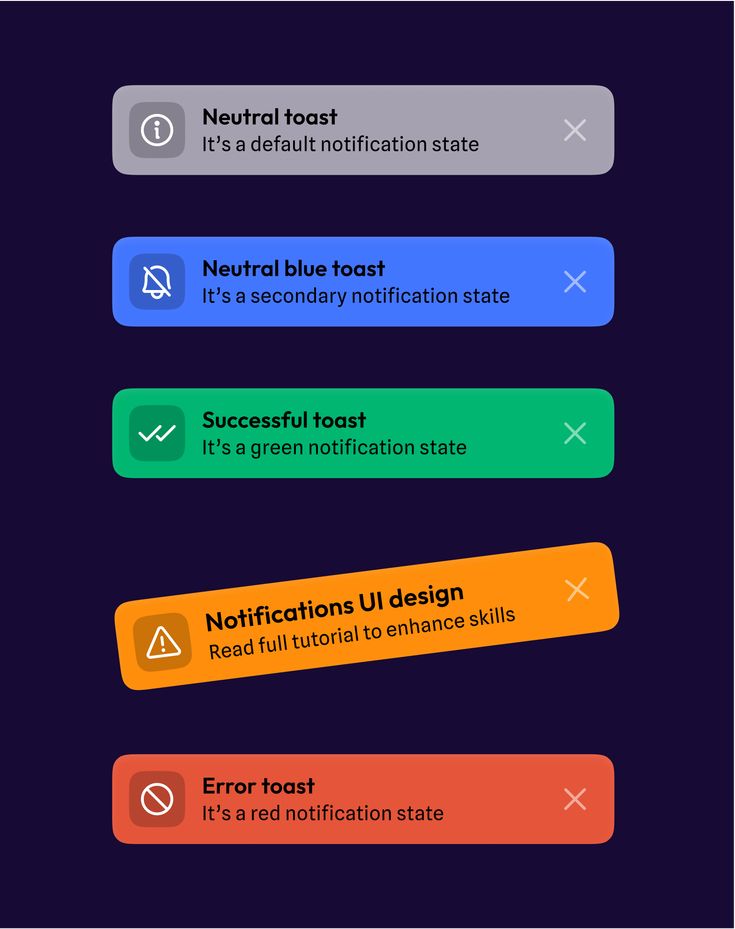 Neutral toast
It’s a default notification state
Neutral blue toast
It’s a secondary notification state
Successful toast
It’s a green notification state
Notifications UI design
Read full tutorial to enhance skills
Error toast
It’s a red notification state